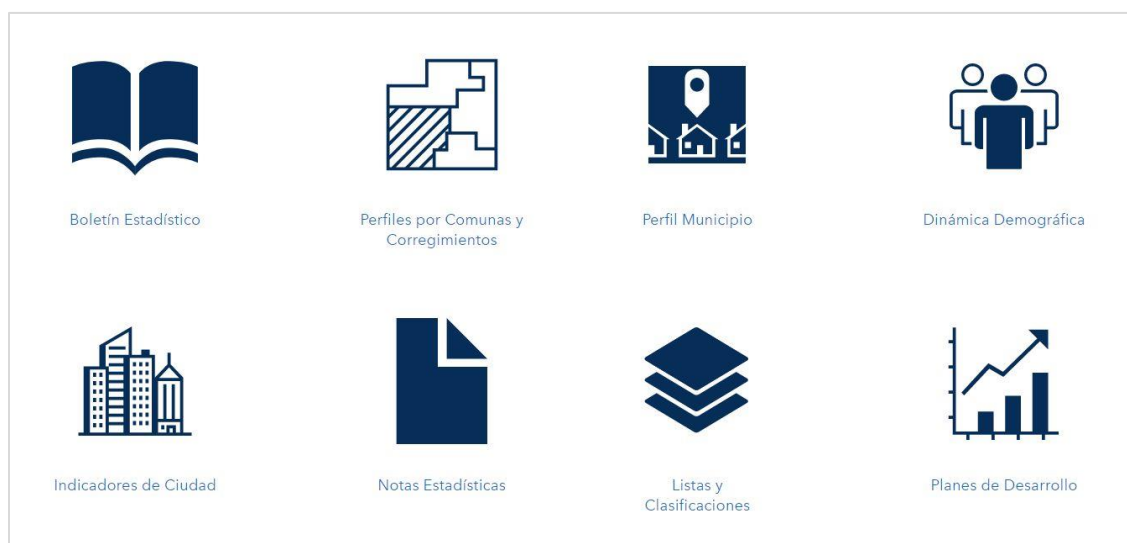 Boletín Estadístico
Perfiles por Comunas y
Corregimientos
Perfil Municipio
Dinámica Demográfica
Indicadores de Ciudad
Notas Estadísticas
Listas y
Clasificaciones
Planes de Desarrollo